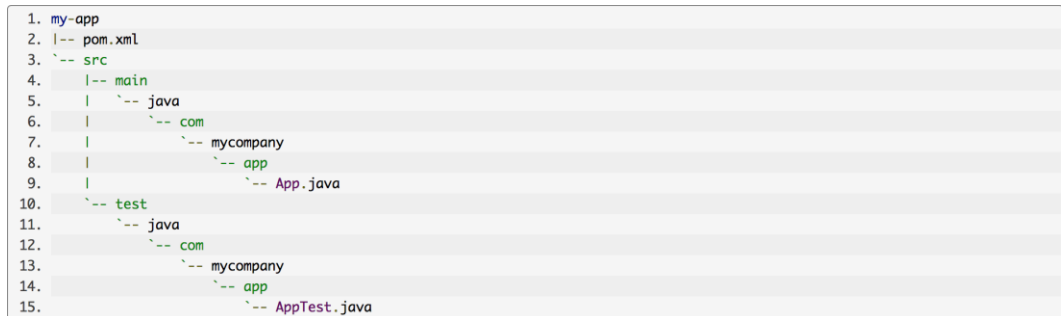 1. my-app
2. |-- pom.xml
3. `-- src
4.     |-- main
5.     |   `-- java
6.     |       `-- com
7.     |           `-- mycompany
8.     |               `-- app
9.     |                   `-- App.java
10.     `-- test
11.         `-- java
12.             `-- com
13.                 `-- mycompany
14.                     `-- app
15.                         `-- AppTest.java